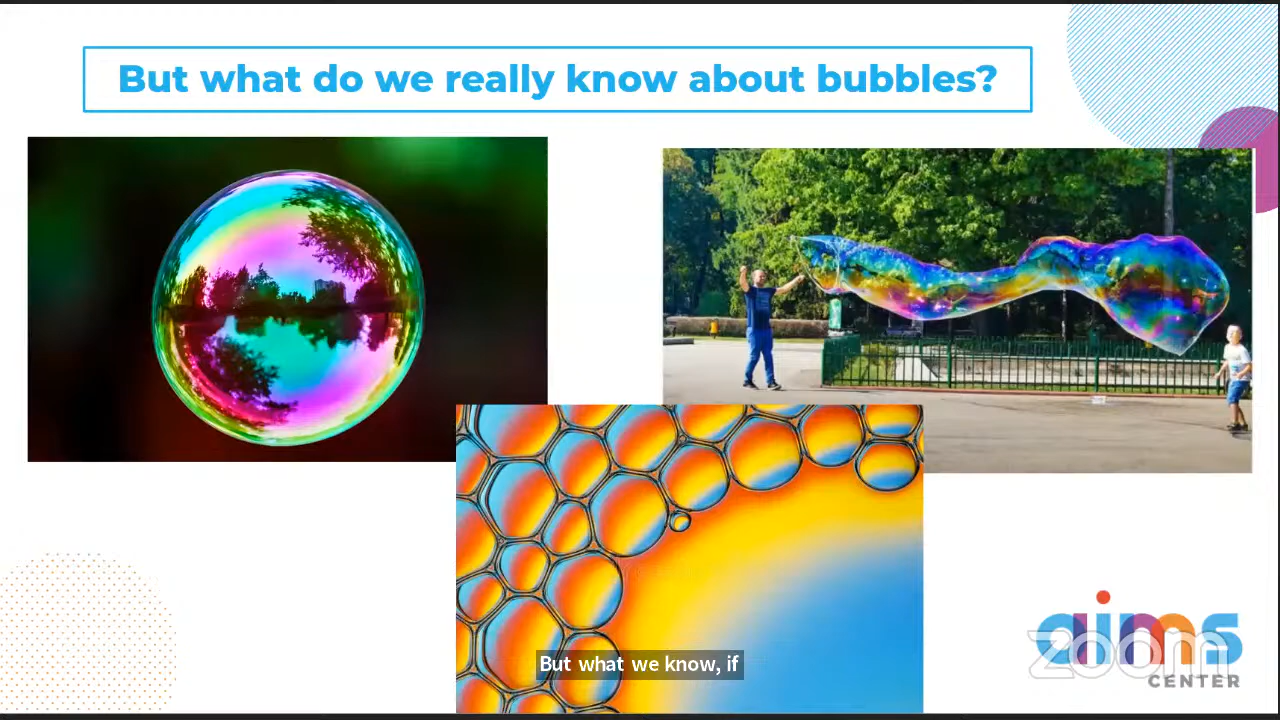 But what do we really know about bubbles?
But what we know, if
aims
zoom
CENTER